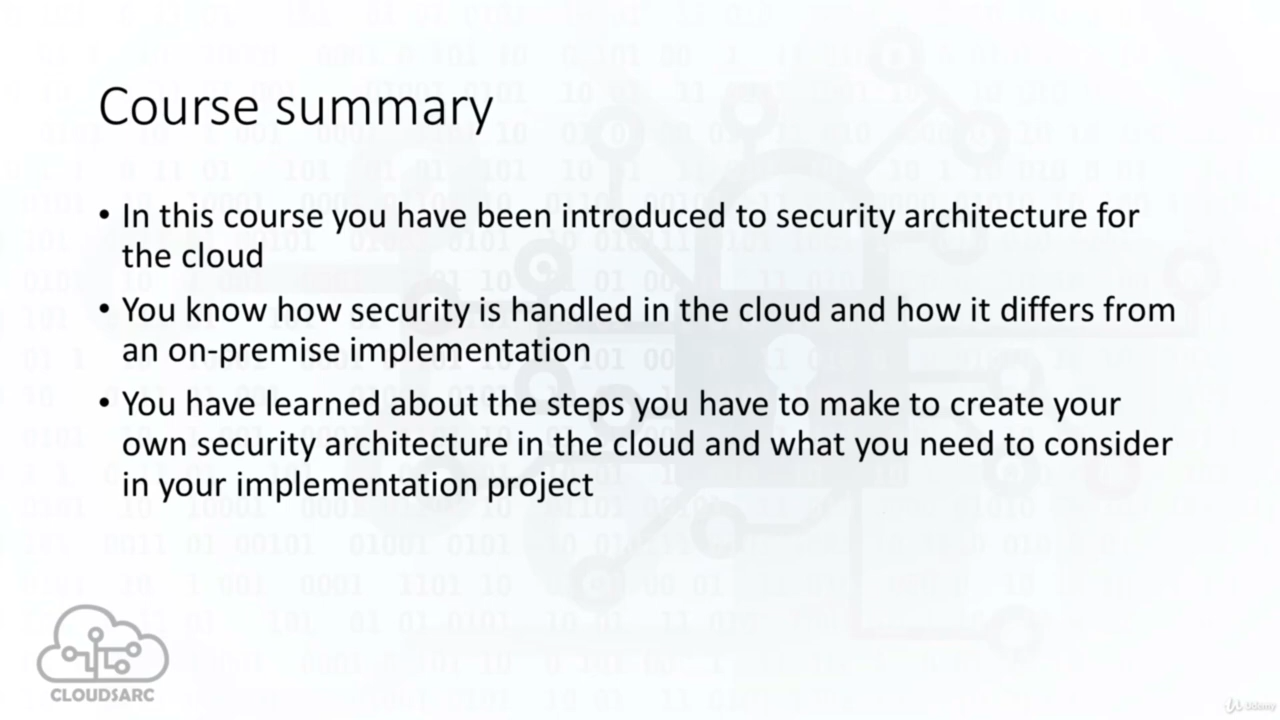 Course summary
• In this course you have been introduced to security architecture for
the cloud
• You know how security is handled in the cloud and how it differs from
an on-premise implementation
• You have learned about the steps you have to make to create your
own security architecture in the cloud and what you need to consider
in your implementation project
CLOUDSARC
Udemy